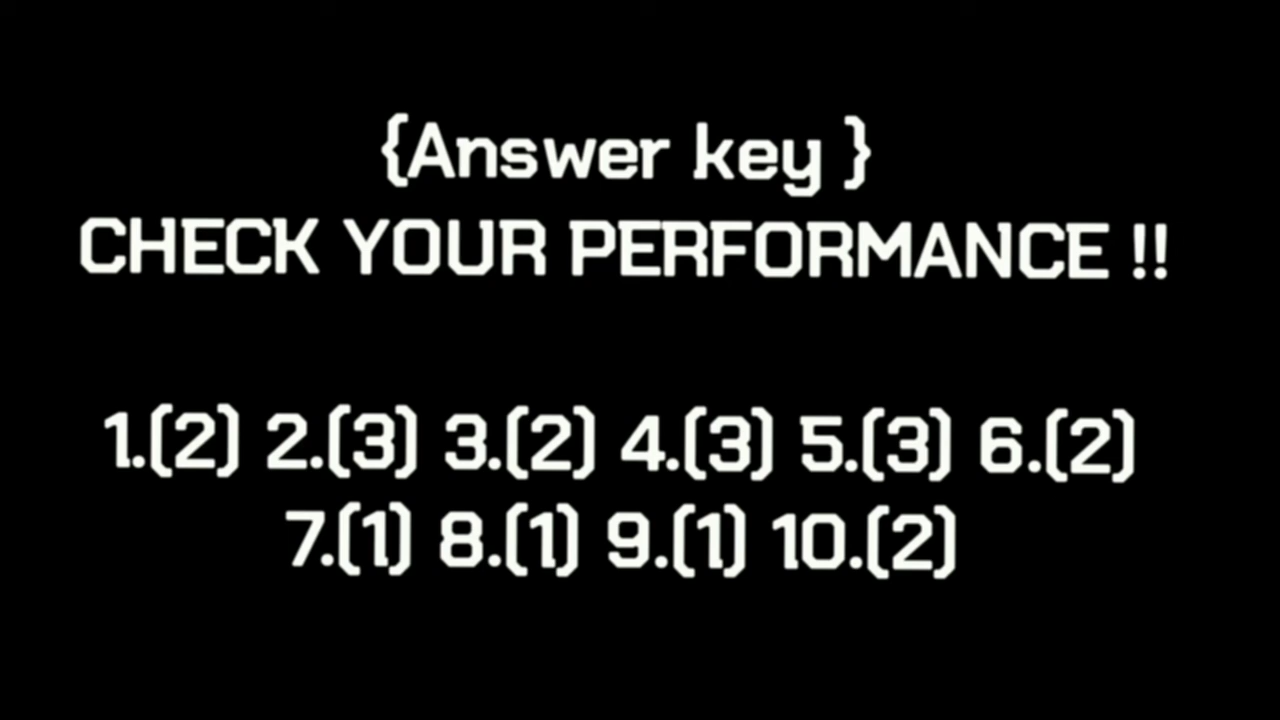 {Answer key }
CHECK YOUR PERFORMANCE !!
1.(2) 2.(3) 3.(2) 4.(3) 5.(3) 6.(2)
7.(1) 8.(1) 9.(1) 10.(2)